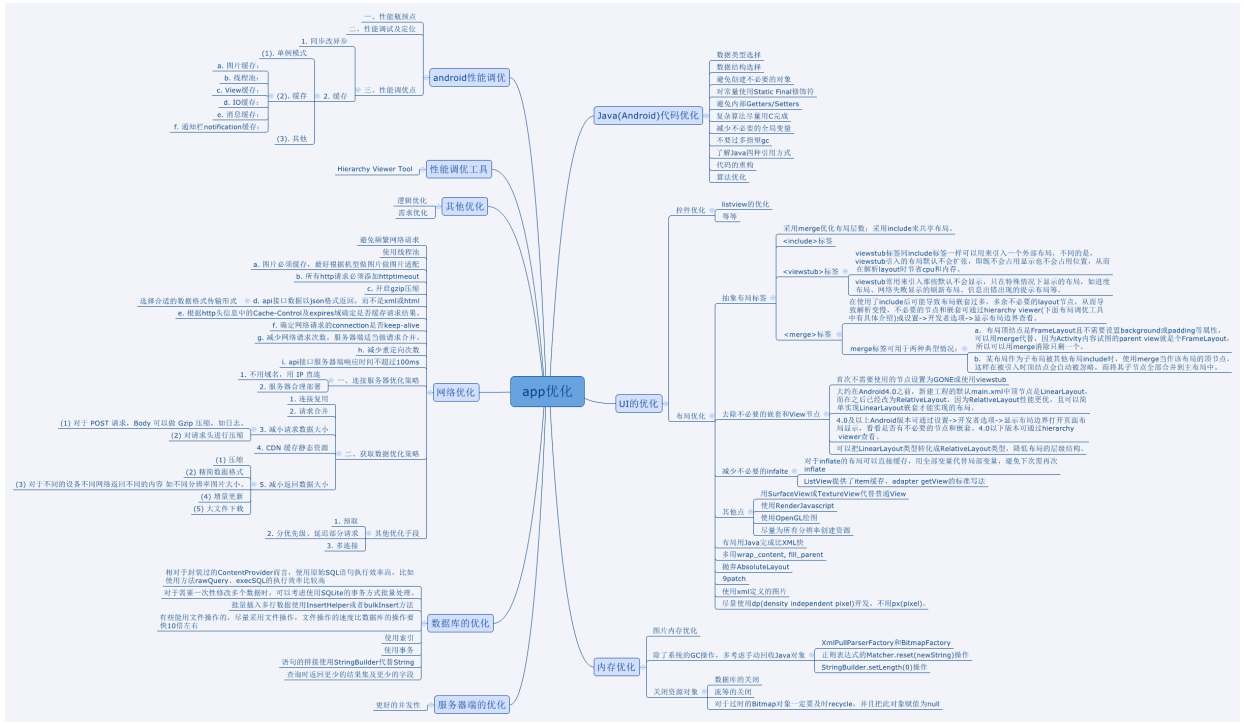 app优化
android性能调优
一、性能瓶颈点
二、性能调试及定位
三、性能调优点
1. 同步改异步
2. 缓存
(1). 单例模式
(2). 缓存
a. 图片缓存;
b. 线程池;
c. View缓存;
d. IO缓存;
e. 消息缓存;
f. 通知栏notification缓存;
(3). 其他
性能调优工具
Hierarchy Viewer Tool
其他优化
逻辑优化
需求优化
网络优化
避免频繁网络请求
使用线程池
选择合适的数据格式传输形式
a. 图片必须缓存，最好根据机型做图片做图片适配
b. 所有http请求必须添加httptimeout
c. 开启gzip压缩
d. api接口数据以json格式返回，而不是xml或html
e. 根据http头信息中的Cache-Control及expires域确定是否缓存请求结果。
f. 确定网络请求的connection是否keep-alive
g. 减少网络请求次数，服务器端适当做请求合并。
h. 减少重定向次数
i. api接口服务器端响应时间不超过100ms
一、连接服务器优化策略
1. 不用域名，用 IP 直连
2. 服务器合理部署
二、获取数据优化策略
1. 连接复用
2. 请求合并
3. 减小请求数据大小
(1) 对于 POST 请求，Body 可以做 Gzip 压缩，如日志。
(2) 对请求头进行压缩
4. CDN 缓存静态资源
5. 减小返回数据大小
(1) 压缩
(2) 精简数据格式
(3) 对于不同的设备不同网络返回不同的内容 如不同分辨率图片大小。
(4) 增量更新
(5) 大文件下载
其他优化手段
1. 预取
2. 分优先级、延迟部分请求
3. 多连接
数据库的优化
相对于封装过的ContentProvider而言，使用原始SQL语句执行效率高，比如
使用方法rawQuery、execSQL的执行效率比较高
对于需要一次性修改多个数据时，可以考虑使用SQLite的事务方式批量处理。
批量插入多行数据使用InsertHelper或者bulkInsert方法
有些能用文件操作的，尽量采用文件操作，文件操作的速度比数据库的操作要
快10倍左右
使用索引
使用事务
语句的拼接使用StringBuilder代替String
查询时返回更少的结果集及更少的字段
服务器端的优化
更好的并发性
Java(Android)代码优化
数据类型选择
数据结构选择
避免创建不必要的对象
对常量使用Static Final修饰符
避免内部Getters/Setters
复杂算法尽量用C完成
减少不必要的全局变量
不要过多指望gc
了解Java四种引用方式
代码的重构
算法优化
UI的优化
控件优化
listview的优化
等等
布局优化
抽象布局标签
采用merge优化布局层数；采用include来共享布局。
<include>标签
<viewstub>标签
viewstub标签同include标签一样可以用来引入一个外部布局，不同的是，
viewstub引入的布局默认不会扩张，即既不会占用显示也不会占用位置，从而
在解析layout时节省cpu和内存。
viewstub常用来引入那些默认不会显示，只在特殊情况下显示的布局，如进度
布局、网络失败显示的刷新布局、信息出错出现的提示布局等。
<merge>标签
在使用了include后可能导致布局嵌套过多，多余不必要的layout节点，从而导
致解析变慢，不必要的节点和嵌套可通过hierarchy viewer(下面布局调优工具
中有具体介绍)或设置->开发者选项->显示布局边界查看。
merge标签可用于两种典型情况：
a. 布局顶结点是FrameLayout且不需要设置background或padding等属性，
可以用merge代替，因为Activity内容试图的parent view就是个FrameLayout，
所以可以用merge消除只剩一个。
b. 某布局作为子布局被其他布局include时，使用merge当作该布局的顶节点，
这样在被引入时顶结点会自动被忽略，而将其子节点全部合并到主布局中。
去除不必要的嵌套和View节点
首次不需要使用的节点设置为GONE或使用viewstub
大约在Android4.0之前，新建工程的默认main.xml中顶节点是LinearLayout，
而在之后已经改为RelativeLayout，因为RelativeLayout性能更优，且可以简
单实现LinearLayout嵌套才能实现的布局。
4.0及以上Android版本可通过设置->开发者选项->显示布局边界打开页面布
局显示，看看是否有不必要的节点和嵌套。4.0以下版本可通过hierarchy
viewer查看。
可以把LinearLayout类型转化成RelativeLayout类型，降低布局的层级结构。
减少不必要的infalte
对于inflate的布局可以直接缓存，用全部变量代替局部变量，避免下次需再次
inflate
ListView提供了item缓存，adapter getView的标准写法
其他点
用SurfaceView或TextureView代替普通View
使用RenderJavascript
使用OpenGL绘图
尽量为所有分辨率创建资源
布局用Java完成比XML快
多用wrap_content, fill_parent
抛弃AbsoluteLayout
9patch
使用xml定义的图片
尽量使用dp(density independent pixel)开发，不用px(pixel)。
内存优化
图片内存优化
除了系统的GC操作，多考虑手动回收Java对象
XmlPullParserFactory和BitmapFactory
正则表达式的Matcher.reset(newString)操作
StringBuilder.setLength(0)操作
关闭资源对象
数据库的关闭
流等的关闭
对于过时的Bitmap对象一定要及时recycle，并且把此对象赋值为null